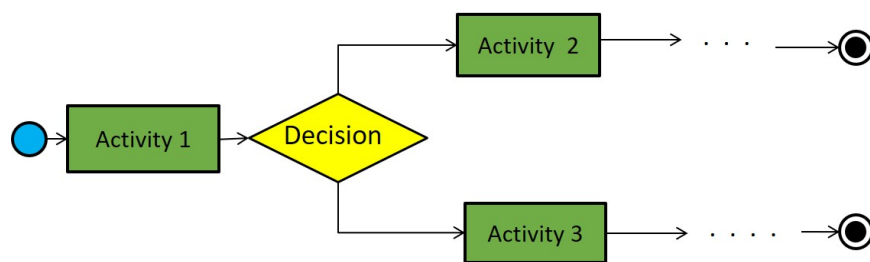 Activity 2
. . .
Activity 1
Decision
Activity 3
. . . .